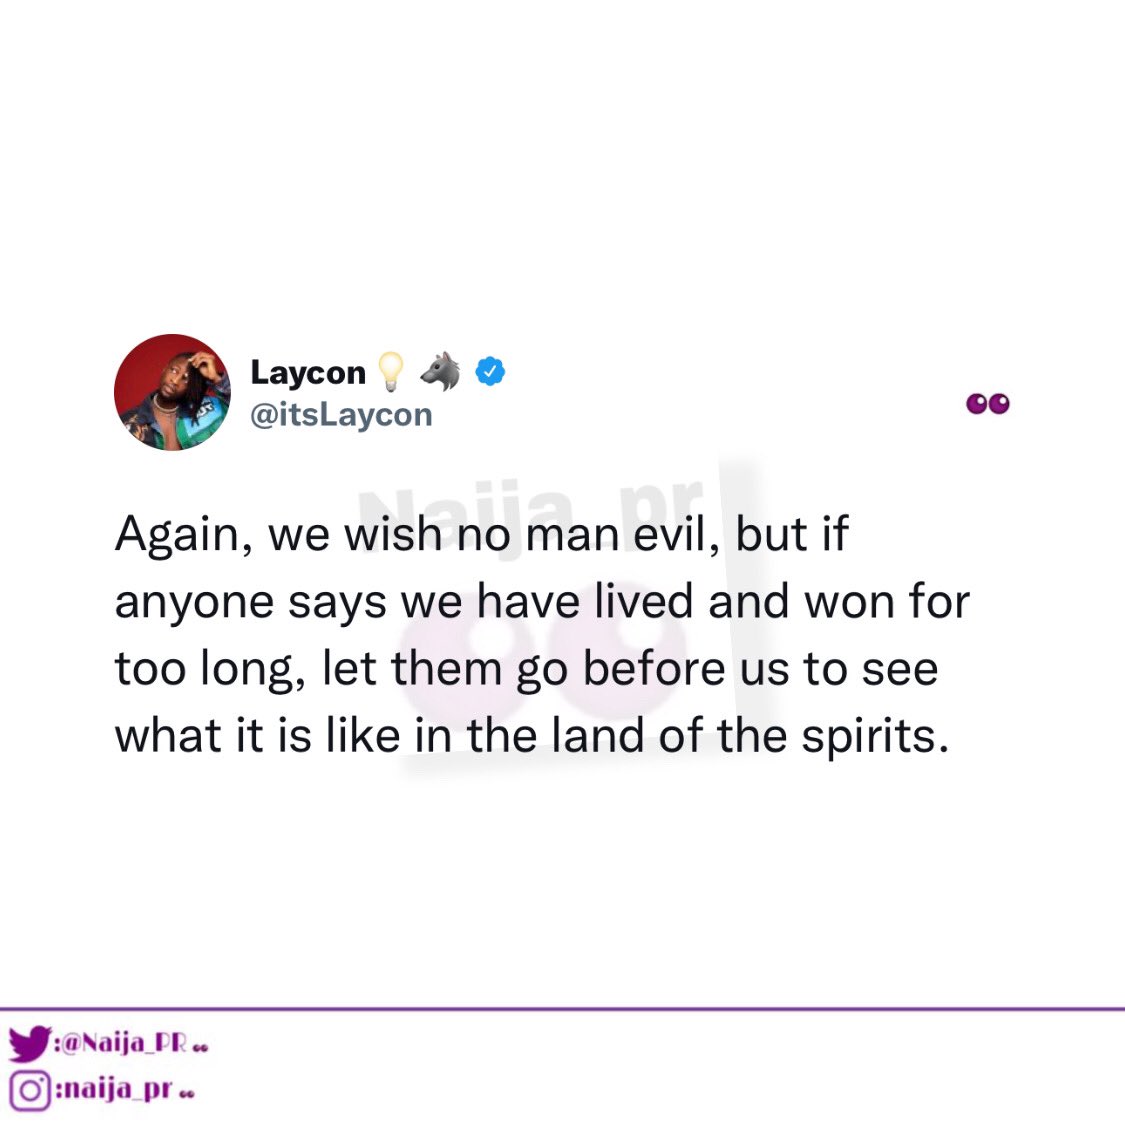 Laycon
@itsLaycon
Naija_pr
Again, we wish no man evil, but if
anyone says we have lived and won for
too long, let them go before us to see
what it is like in the land of the spirits.
:@Naija_PR
:naija_pr